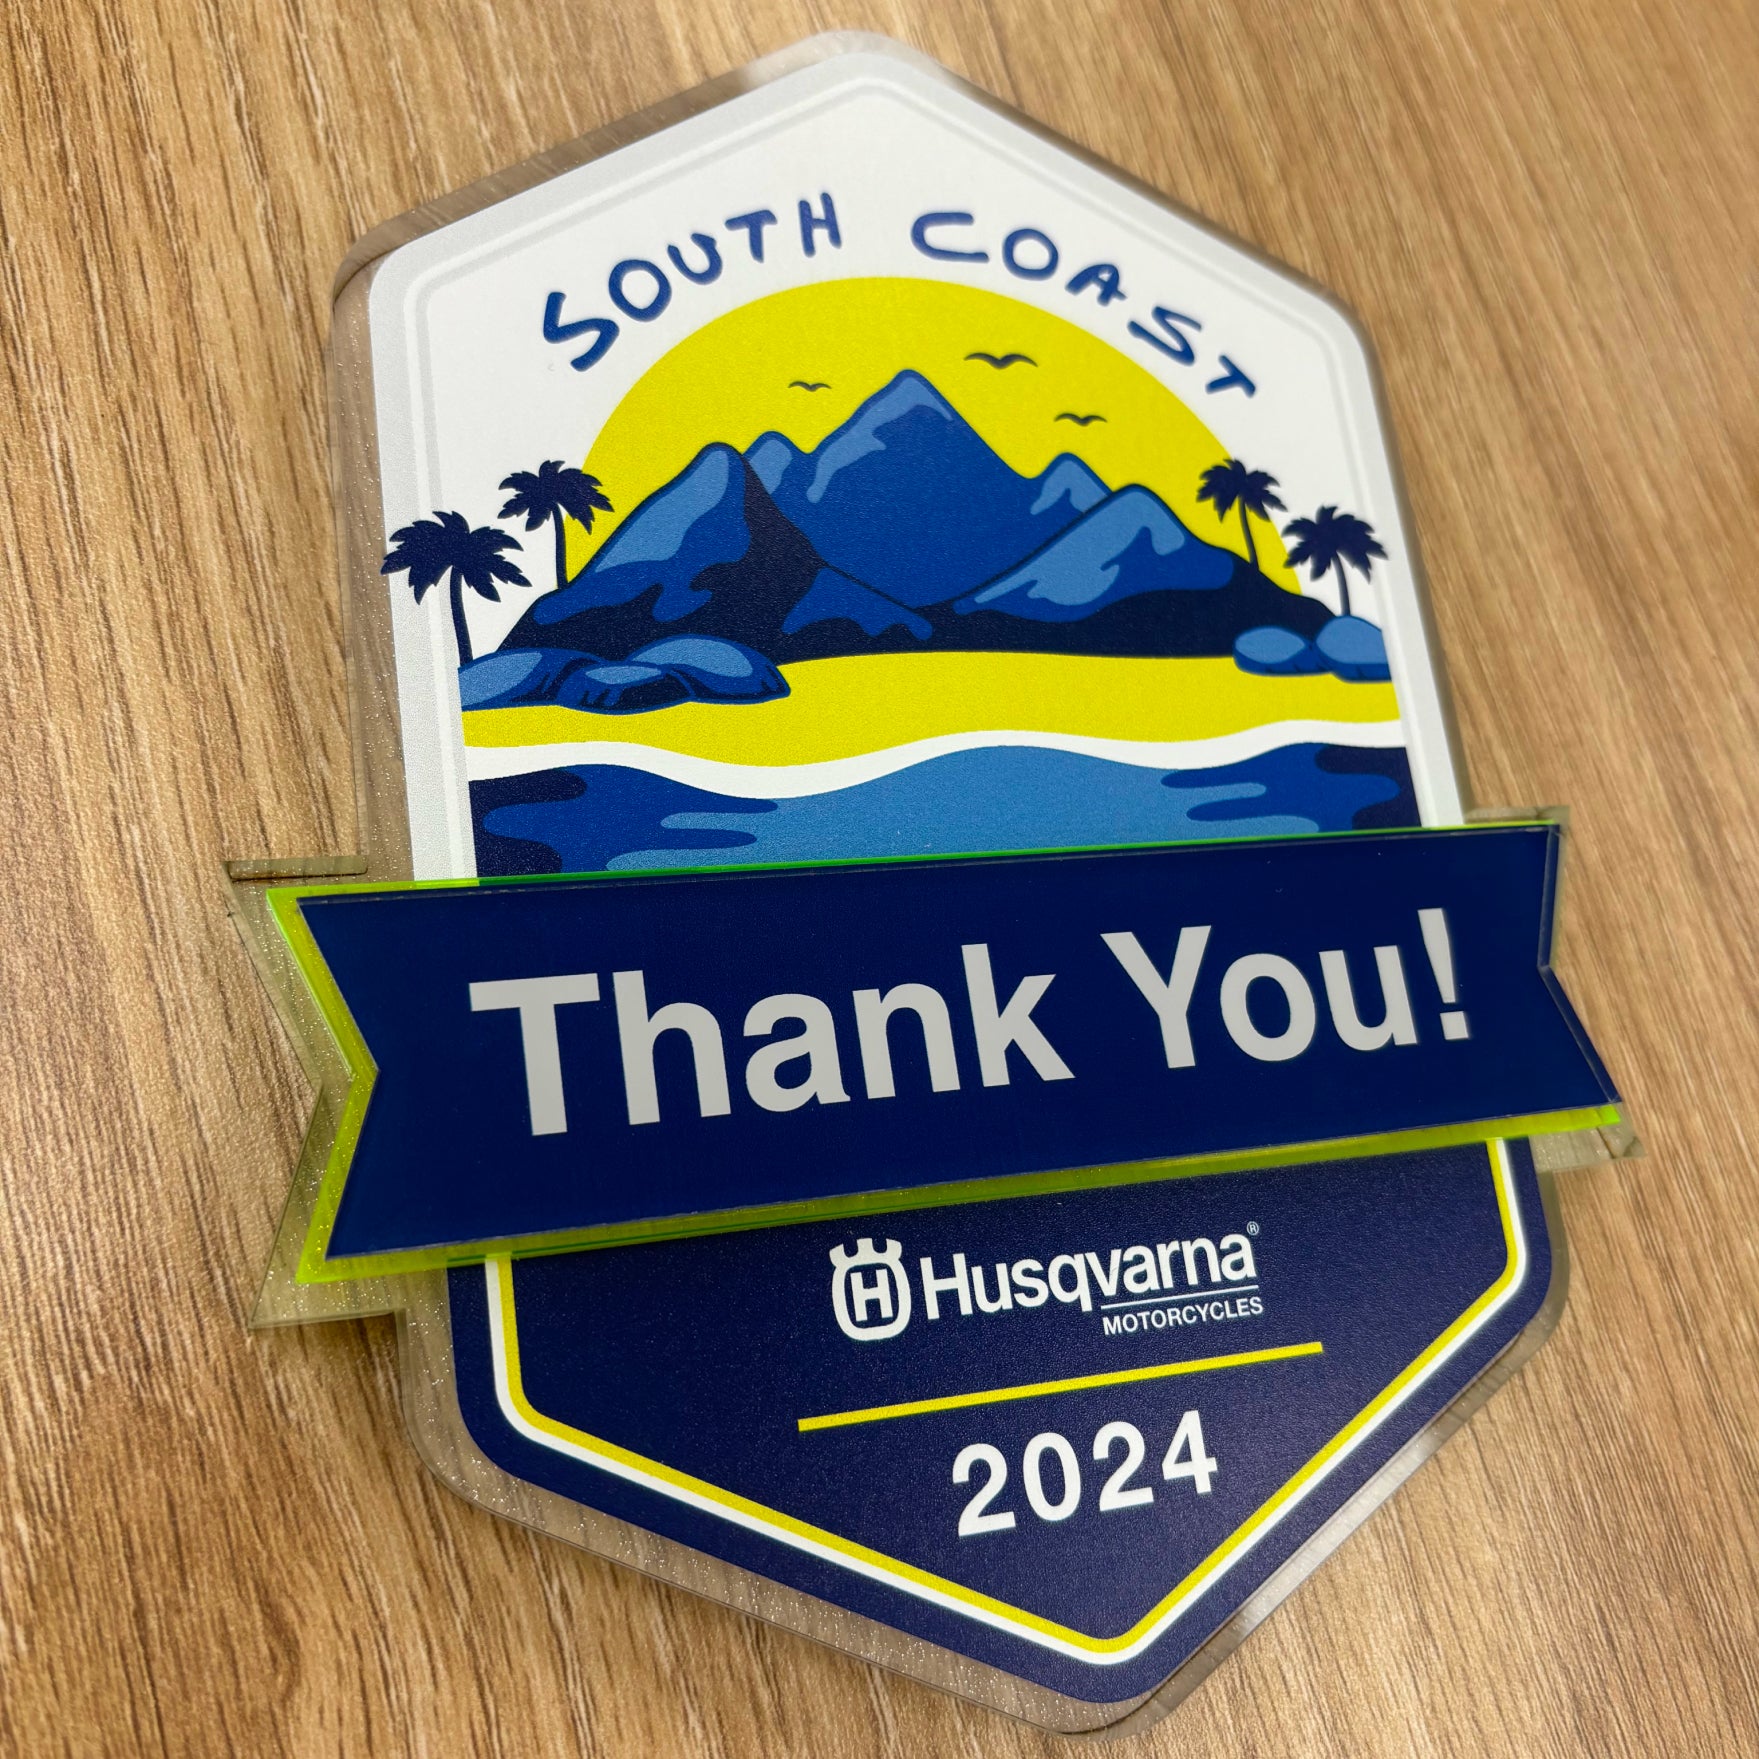 SOUTH COAST
Thank You!
H Husqvarna®
MOTORCYCLES
2024